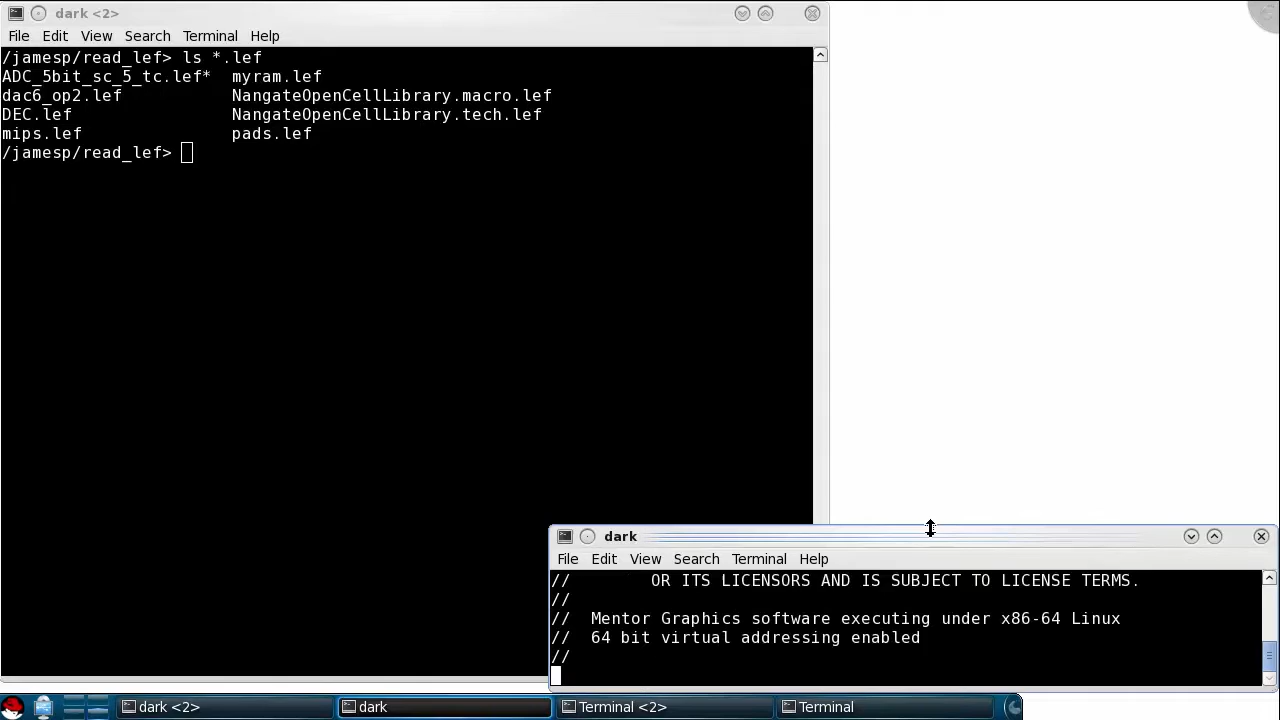 dark <2>
File Edit View Search Terminal Help
/jamesp/read_lef> ls *.lef
ADC_5bit_sc_5_tc.lef* myram.lef
dac6_op2.lef NangateOpenCellLibrary.macro.lef
DEC.lef NangateOpenCellLibrary.tech.lef
mips.lef pads.lef
/jamesp/read_lef>
dark
File Edit View Search Terminal Help
// OR ITS LICENSORS AND IS SUBJECT TO LICENSE TERMS.
//
// Mentor Graphics software executing under x86-64 Linux
// 64 bit virtual addressing enabled
//
dark <2> dark Terminal <2> Terminal